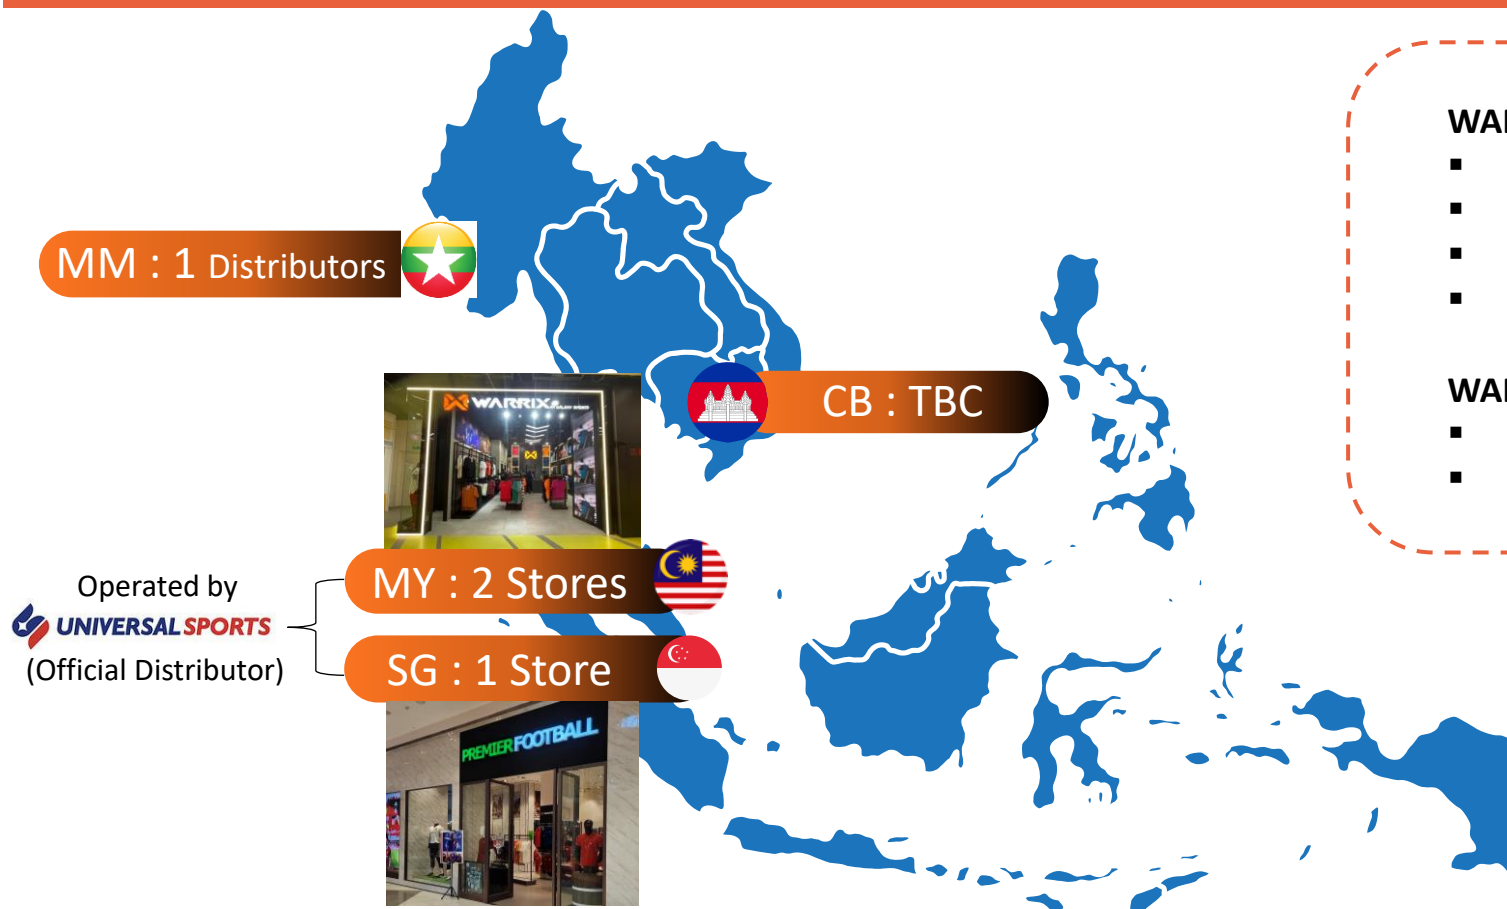 WA
MM : 1 Distributors
WA
WARRIX
CB : TBC
Operated by
UNIVERSAL SPORTS
(Official Distributor)
MY : 2 Stores
SG : 1 Store
PREMIER FOOTBALL